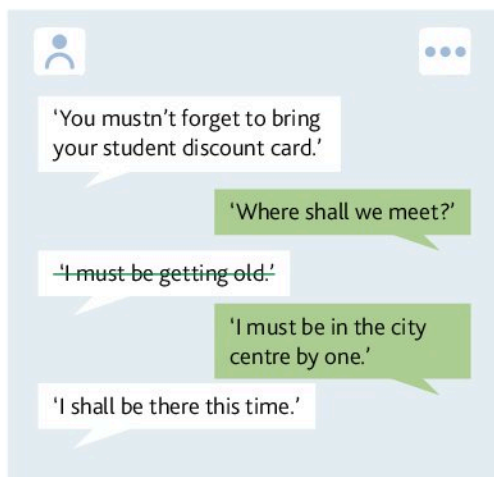 ‘You mustn’t forget to bring
your student discount card.’
‘Where shall we meet?’
‘I must be getting old.’
‘I must be in the city
centre by one.’
‘I shall be there this time.’